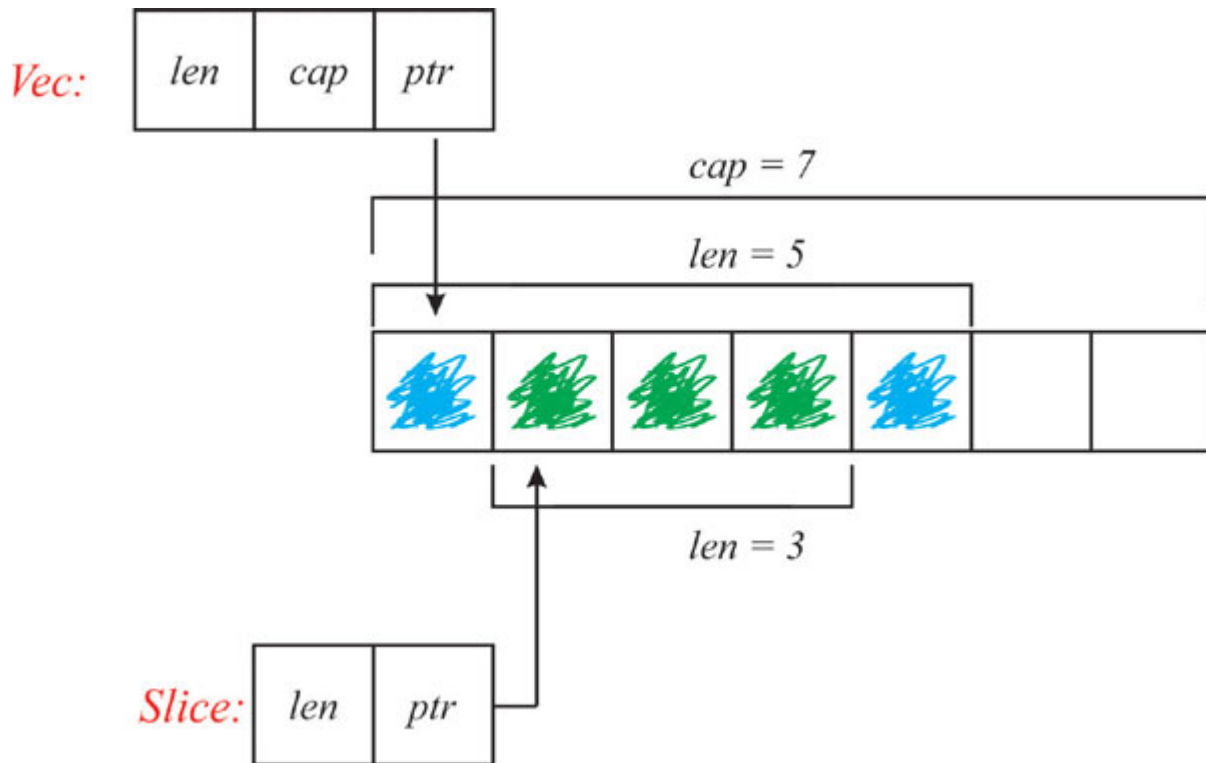 Vec: len cap ptr
cap = 7
len = 5
len = 3
Slice: len ptr